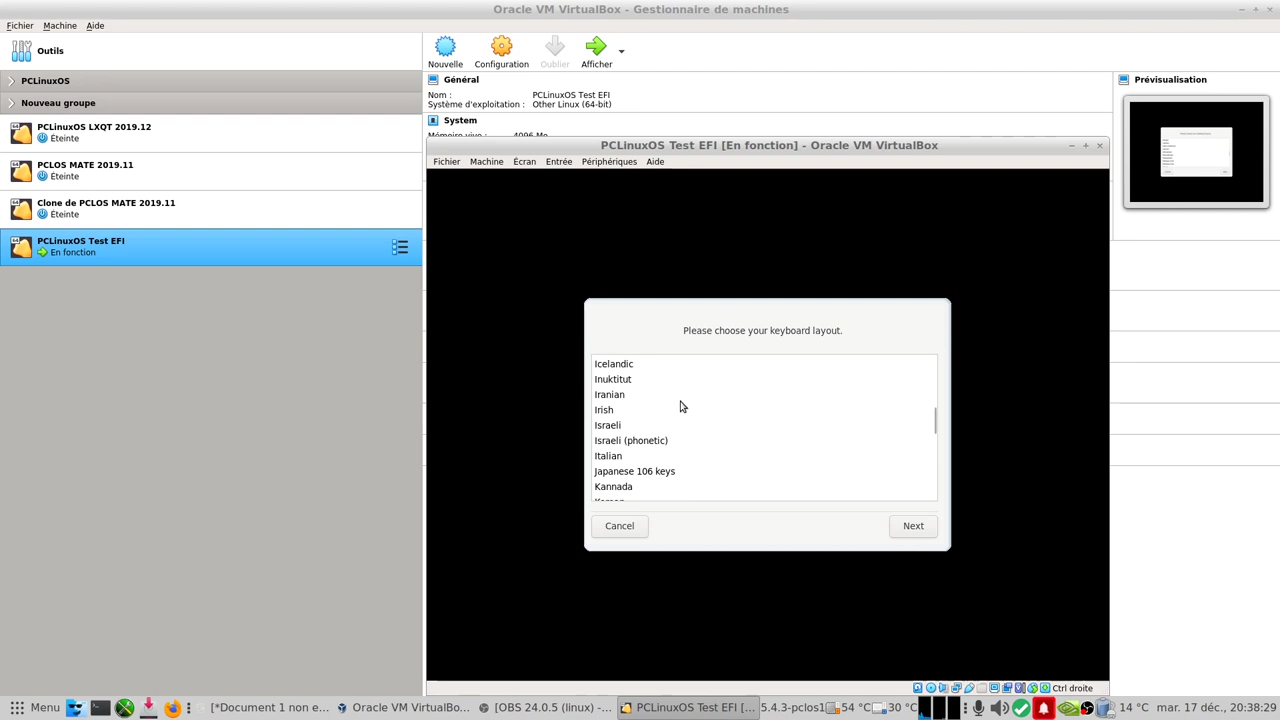 Oracle VM VirtualBox - Gestionnaire de machines
Fichier Machine Aide
Outils
PCLinuxOS
Nouveau groupe
PCLinuxOS LXQT 2019.12
Éteinte
PCLOS MATE 2019.11
Éteinte
Clone de PCLOS MATE 2019.11
Éteinte
PCLinuxOS Test EFI
En fonction
Nouvelle Configuration Oublier Afficher
Général
Nom : PCLinuxOS Test EFI
Système d'exploitation : Other Linux (64-bit)
System
Mémoire vive : 4096 Mo
Prévisualisation
PCLinuxOS Test EFI [En fonction] - Oracle VM VirtualBox
Fichier Machine Écran Entrée Périphériques Aide
Please choose your keyboard layout.
Icelandic
Inuktitut
Iranian
Irish
Israeli
Israeli (phonetic)
Italian
Japanese 106 keys
Kannada
Korean
Cancel Next
Ctrl droite
Menu [*Document 1 non e... Oracle VM VirtualBo... [OBS 24.0.5 (linux) -... PCLinuxOS Test EFI [... 5.4.3-pclos1 54 °C 30 °C 14 °C mar. 17 déc., 20:38:29